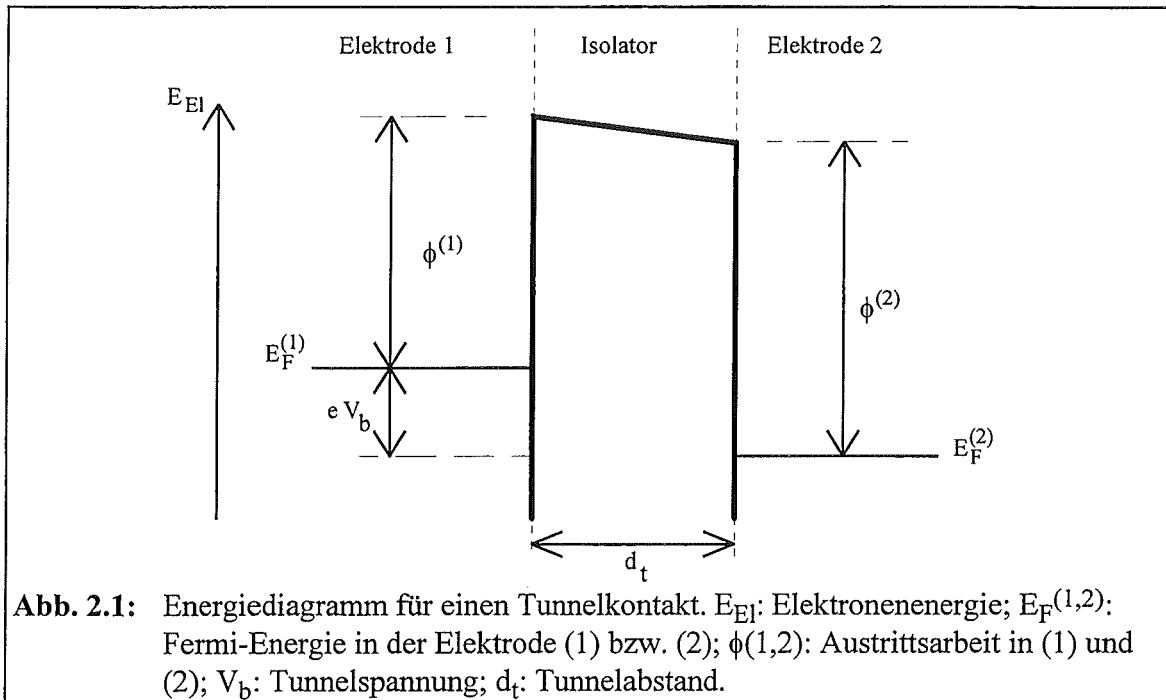 Elektrode 1 Isolator Elektrode 2
E_El
ϕ^(1)
ϕ^(2)
E_F^(1)
e V_b
E_F^(2)
d_t
Abb. 2.1: Energiediagramm für einen Tunnelkontakt. E_El: Elektronenenergie; E_F^(1,2):
Fermi-Energie in der Elektrode (1) bzw. (2); ϕ(1,2): Austrittsarbeit in (1) und
(2); V_b: Tunnelspannung; d_t: Tunnelabstand.